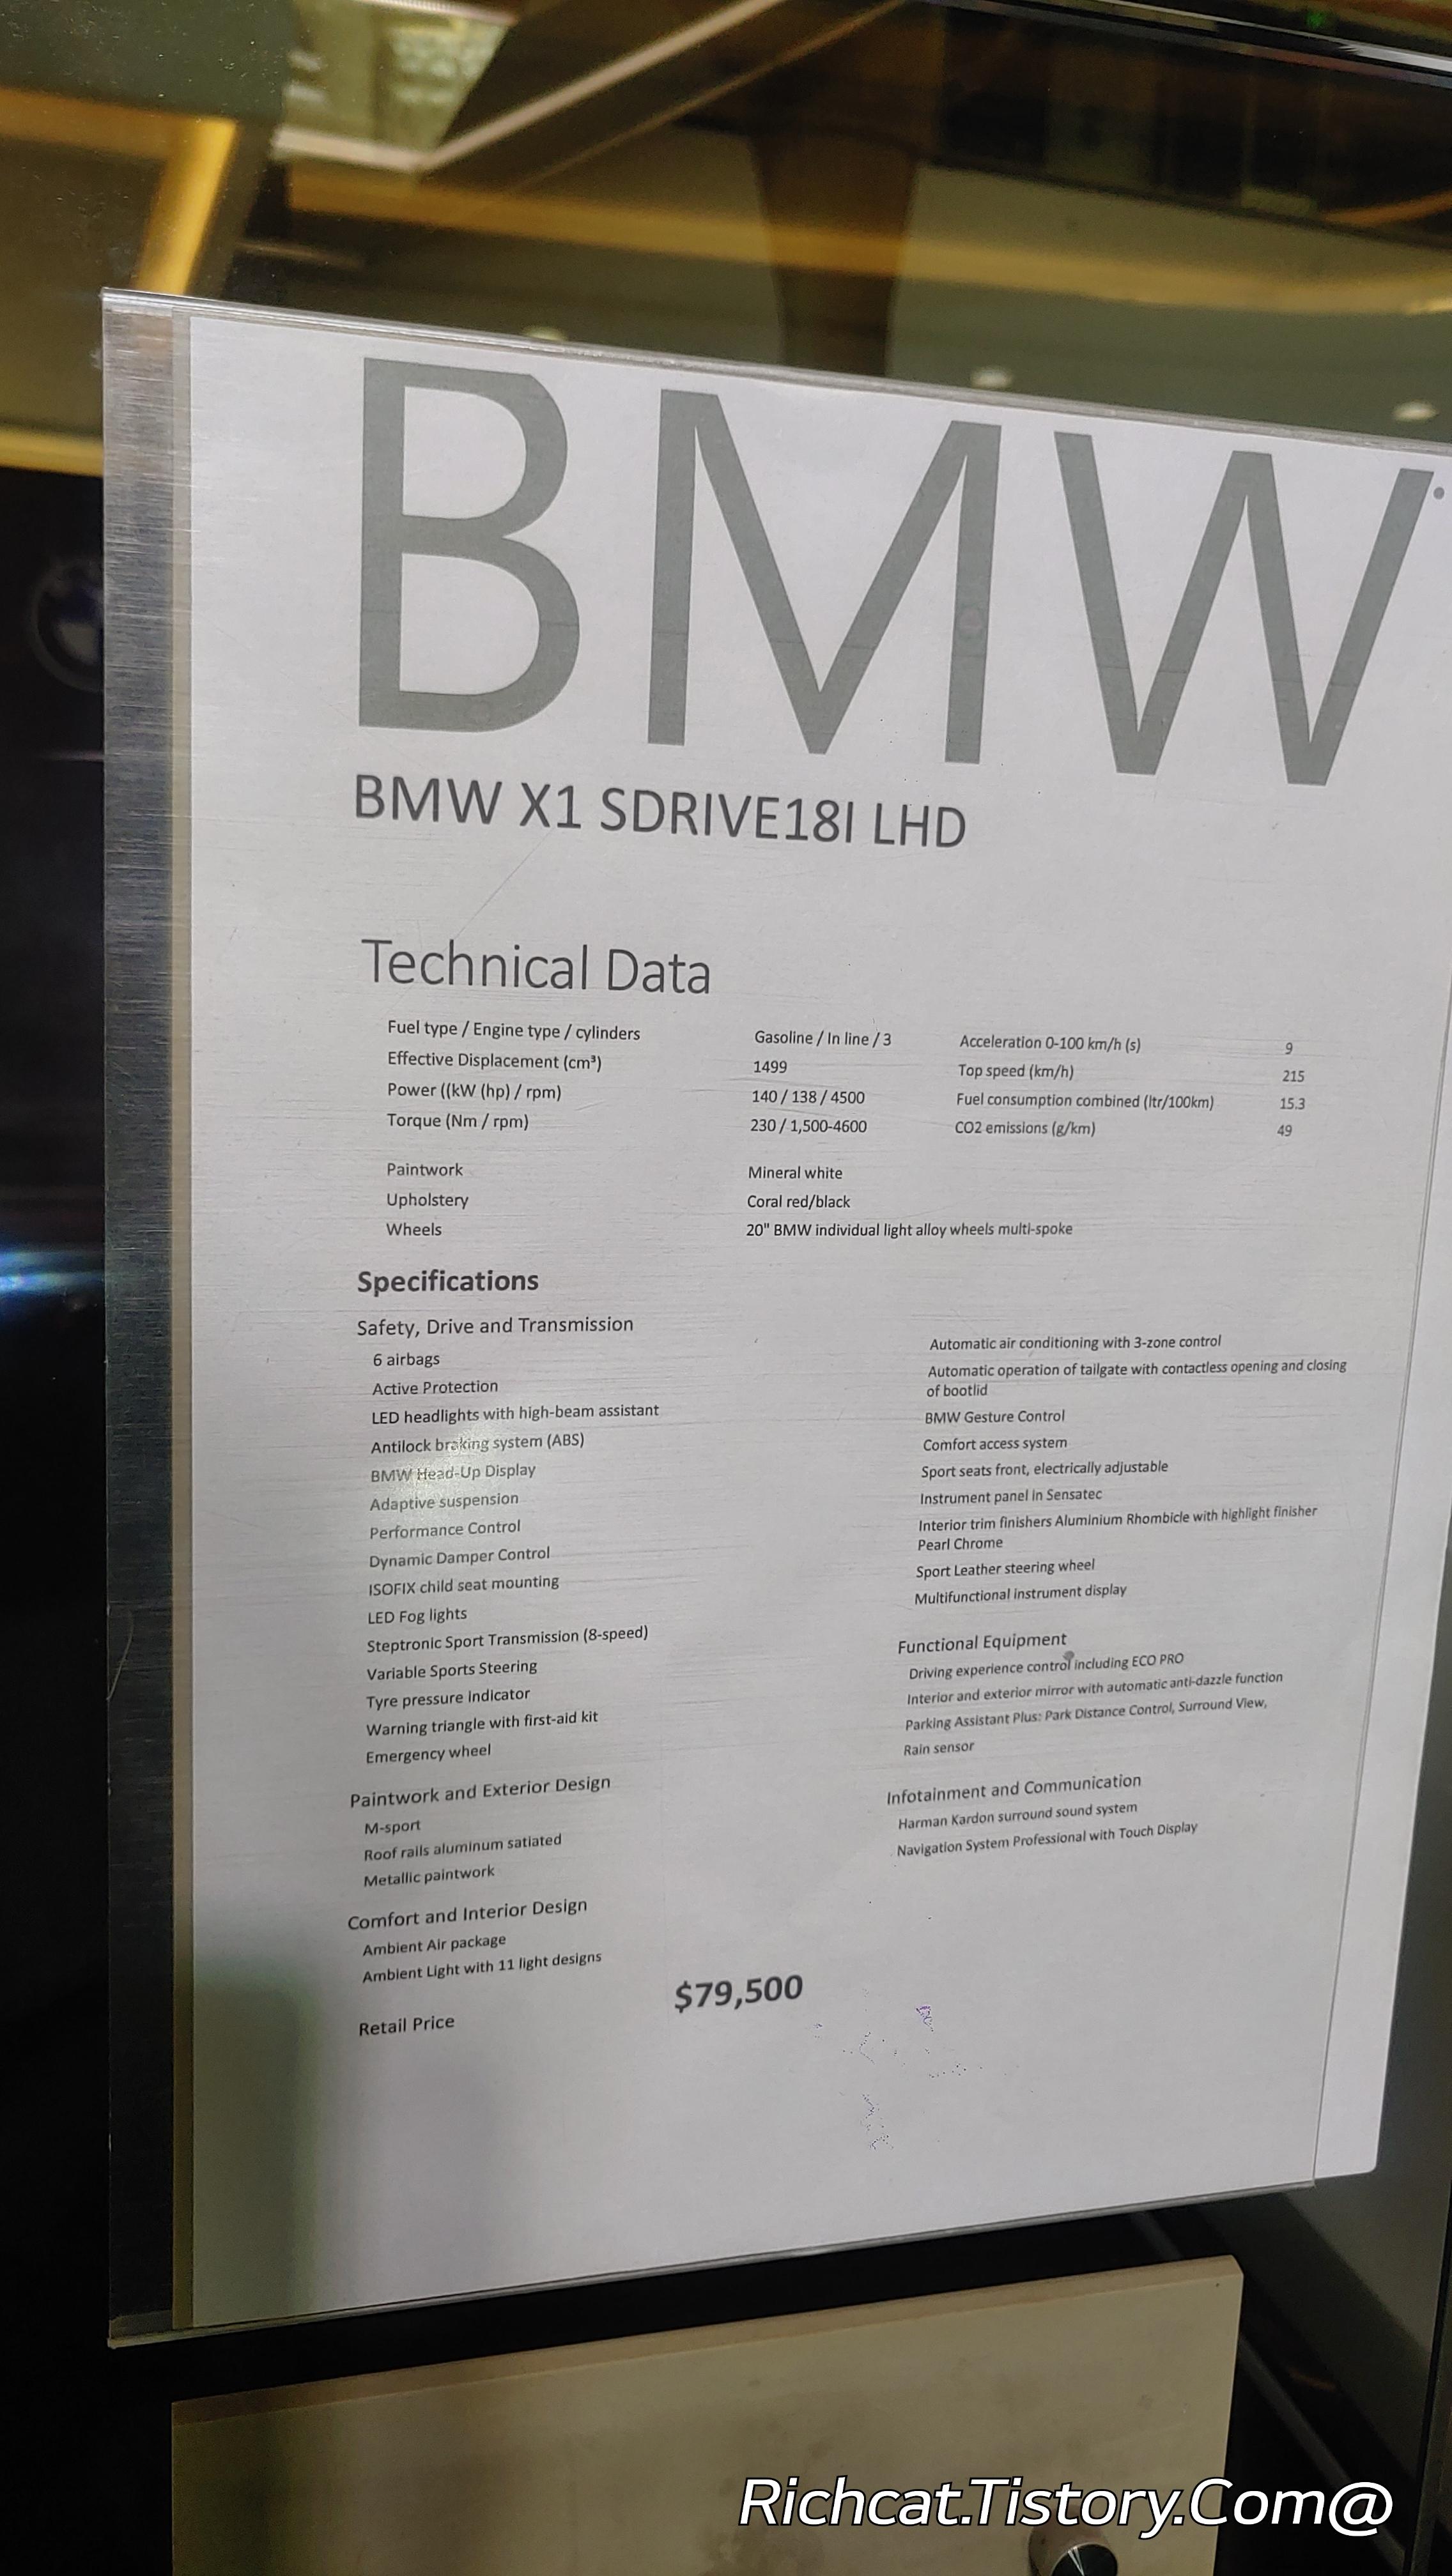 BMW
BMW X1 SDRIVE18I LHD
Technical Data
Fuel type / Engine type / cylinders Gasoline / In line / 3 Acceleration 0-100 km/h (s) 9
Effective Displacement (cm³) 1499 Top speed (km/h) 215
Power ((kW (hp) / rpm) 140 / 138 / 4500 Fuel consumption combined (ltr/100km) 15.3
Torque (Nm / rpm) 230 / 1,500-4600 CO2 emissions (g/km) 49
Paintwork Mineral white
Upholstery Coral red/black
Wheels 20" BMW individual light alloy wheels multi-spoke
Specifications
Safety, Drive and Transmission
6 airbags
Active Protection
LED headlights with high-beam assistant
Antilock braking system (ABS)
BMW Head-Up Display
Adaptive suspension
Performance Control
Dynamic Damper Control
ISOFIX child seat mounting
LED Fog lights
Steptronic Sport Transmission (8-speed)
Variable Sports Steering
Tyre pressure indicator
Warning triangle with first-aid kit
Emergency wheel
Paintwork and Exterior Design
M-sport
Roof rails aluminum satiated
Metallic paintwork
Comfort and Interior Design
Ambient Air package
Ambient Light with 11 light designs
Automatic air conditioning with 3-zone control
Automatic operation of tailgate with contactless opening and closing
of bootlid
BMW Gesture Control
Comfort access system
Sport seats front, electrically adjustable
Instrument panel in Sensatec
Interior trim finishers Aluminium Rhombicle with highlight finisher
Pearl Chrome
Sport Leather steering wheel
Multifunctional instrument display
Functional Equipment
Driving experience control including ECO PRO
Interior and exterior mirror with automatic anti-dazzle function
Parking Assistant Plus: Park Distance Control, Surround View,
Rain sensor
Infotainment and Communication
Harman Kardon surround sound system
Navigation System Professional with Touch Display
Retail Price $79,500
Richcat.Tistory.Com@